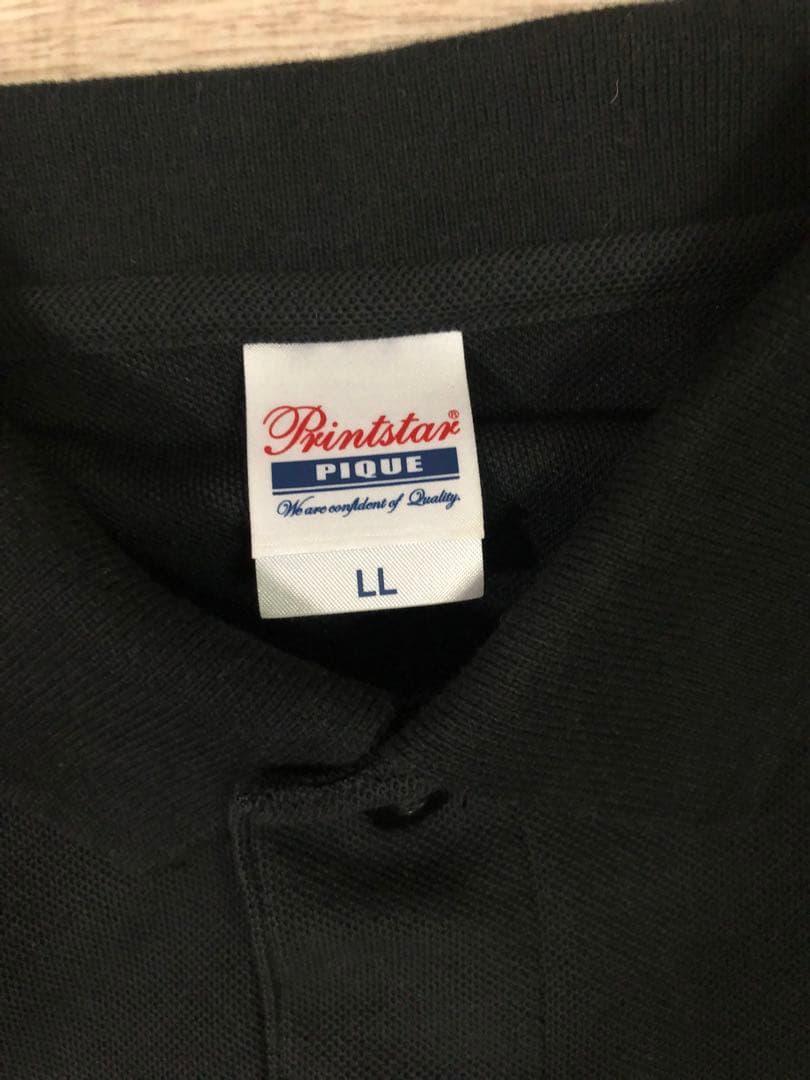 Printstar®
PIQUE
We are confident of Quality.
LL